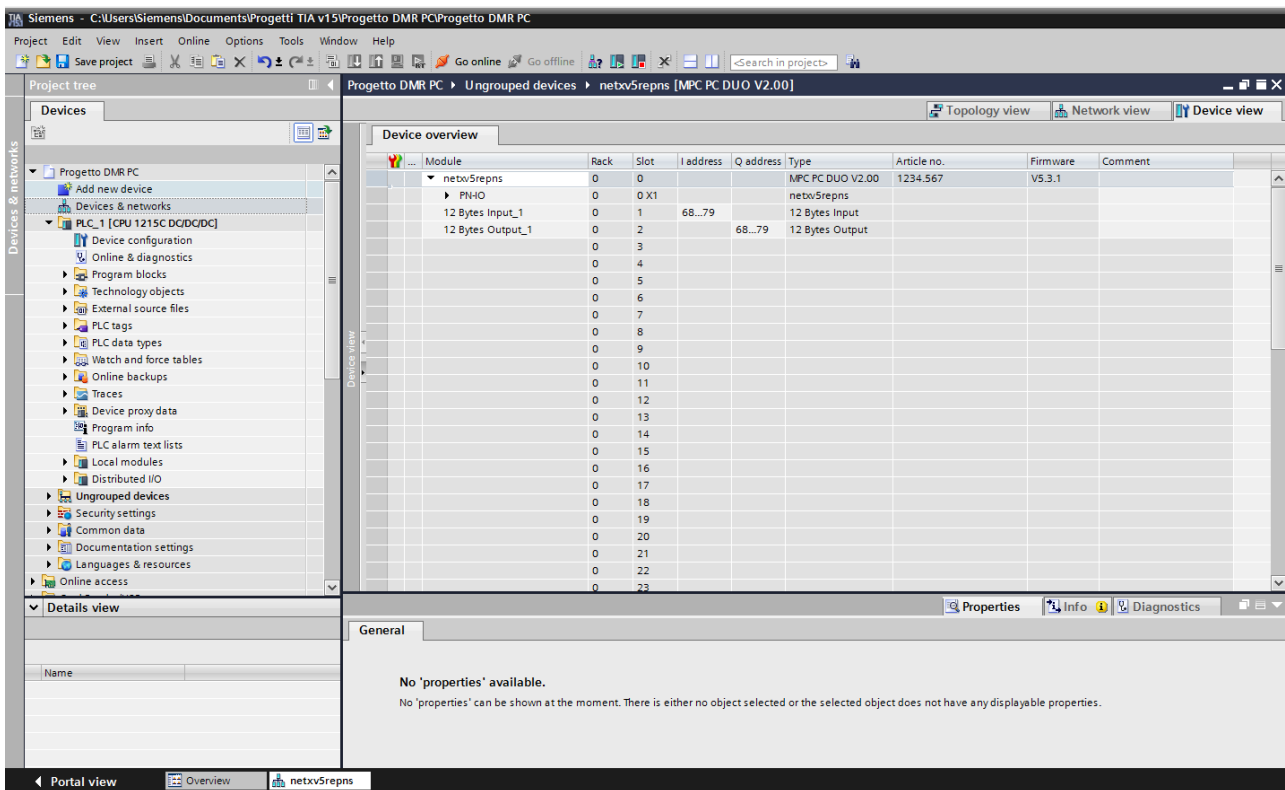 Siemens - C:\Users\Siemens\Documents\Progetti TIA v15\Progetto DMR PC\Progetto DMR PC
Project Edit View Insert Online Options Tools Window Help
Save project Go online Go offline <Search in project>
Project tree
Progetto DMR PC Ungrouped devices netxv5repns [MPC PC DUO V2.00]
Devices
Topology view Network view Device view
Devices & networks
Device view
Device overview
... Module Rack Slot I address Q address Type Article no. Firmware Comment
netxv5repns 0 0 MPC PC DUO V2.00 1234.567 V5.3.1
PN-IO 0 0 X1 netxv5repns
12 Bytes Input_1 0 1 68...79 12 Bytes Input
12 Bytes Output_1 0 2 68...79 12 Bytes Output
0 3
0 4
0 5
0 6
0 7
0 8
0 9
0 10
0 11
0 12
0 13
0 14
0 15
0 16
0 17
0 18
0 19
0 20
0 21
0 22
0 23
Progetto DMR PC
Add new device
Devices & networks
PLC_1 [CPU 1215C DC/DC/DC]
Device configuration
Online & diagnostics
Program blocks
Technology objects
External source files
PLC tags
PLC data types
Watch and force tables
Online backups
Traces
Device proxy data
Program info
PLC alarm text lists
Local modules
Distributed I/O
Ungrouped devices
Security settings
Common data
Documentation settings
Languages & resources
Online access
Details view
Name
Properties Info Diagnostics
General
No 'properties' available.
No 'properties' can be shown at the moment. There is either no object selected or the selected object does not have any displayable properties.
Portal view Overview netxv5repns